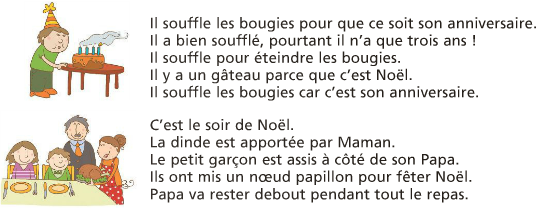 Il souffle les bougies pour que ce soit son anniversaire.
Il a bien soufflé, pourtant il n'a que trois ans !
Il souffle pour éteindre les bougies.
Il y a un gâteau parce que c'est Noël.
Il souffle les bougies car c'est son anniversaire.
C'est le soir de Noël.
La dinde est apportée par Maman.
Le petit garçon est assis à côté de son Papa.
Ils ont mis un nœud papillon pour fêter Noël.
Papa va rester debout pendant tout le repas.